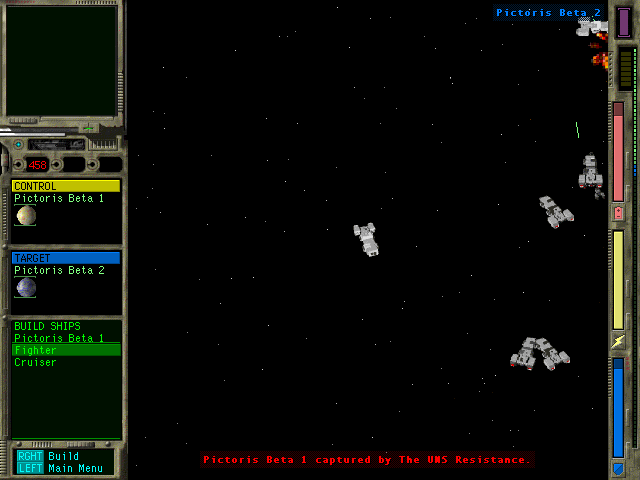 Pictoris Beta 2
458
CONTROL
Pictoris Beta 1
TARGET
Pictoris Beta 2
BUILD SHIPS
Pictoris Beta 1
Fighter
Cruiser
RGHT Build
LEFT Main Menu
Pictoris Beta 1 captured by The UNS Resistance.